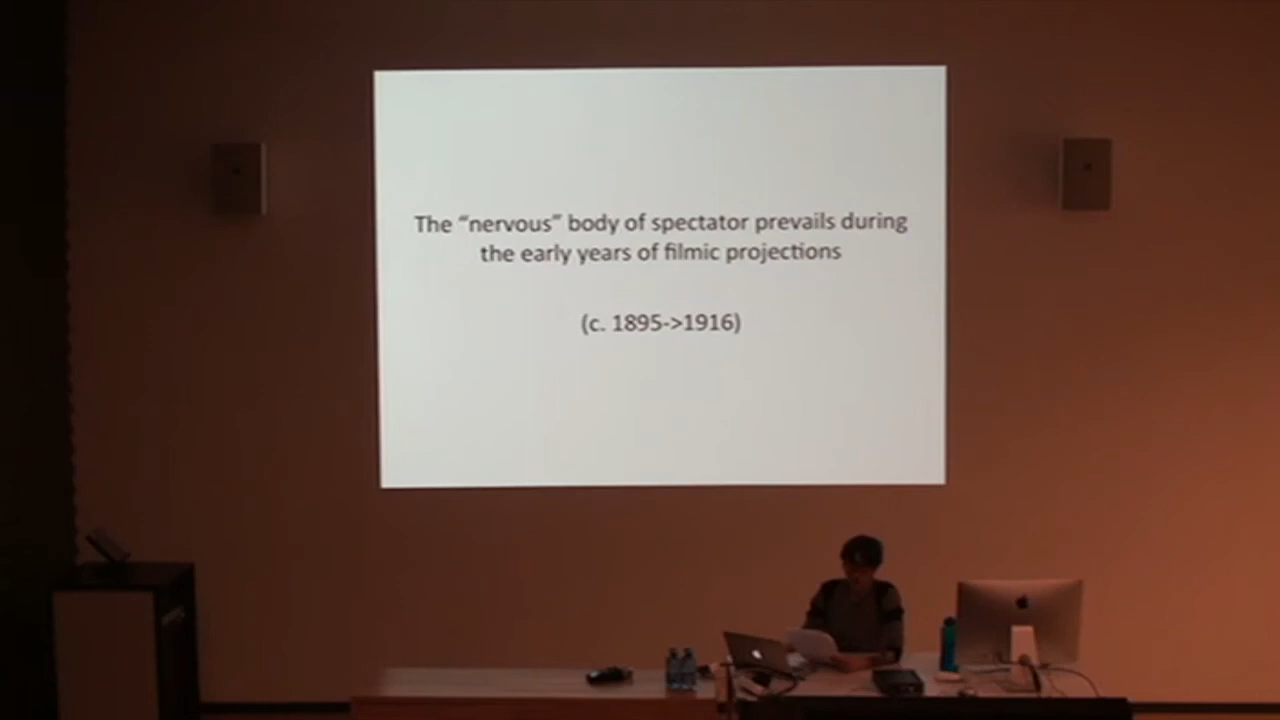 The “nervous” body of spectator prevails during
the early years of filmic projections
(c. 1895->1916)